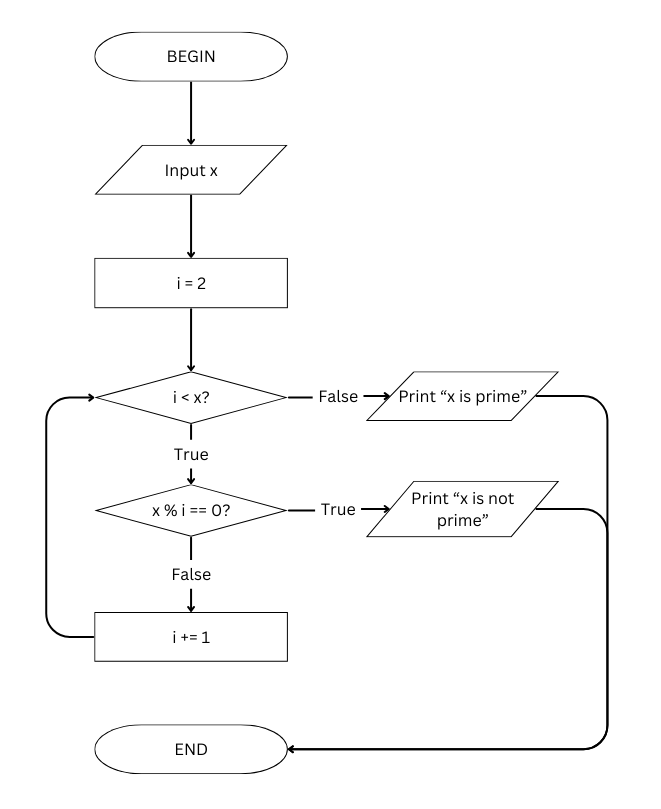 BEGIN
Input x
i = 2
i < x?
False
Print “x is prime”
True
x % i == 0?
True
Print “x is not
prime”
False
i += 1
END